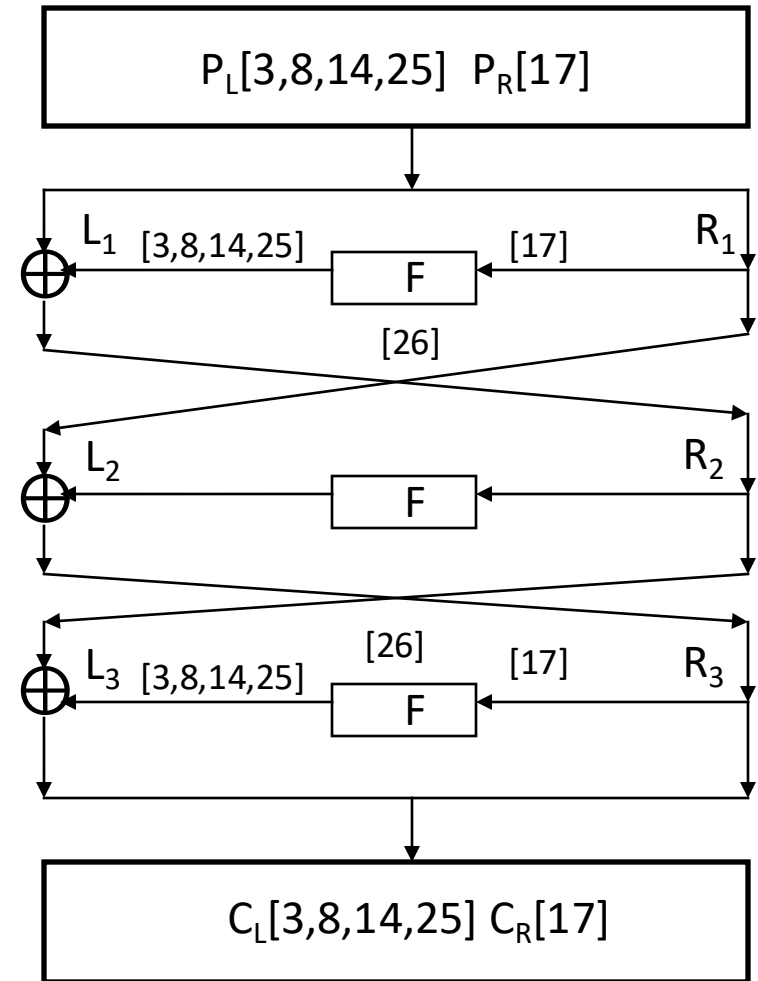 P_L[3,8,14,25] P_R[17]
L_1 [3,8,14,25] F [17] R_1
[26]
L_2 F R_2
L_3 [3,8,14,25] [26] F [17] R_3
C_L[3,8,14,25] C_R[17]